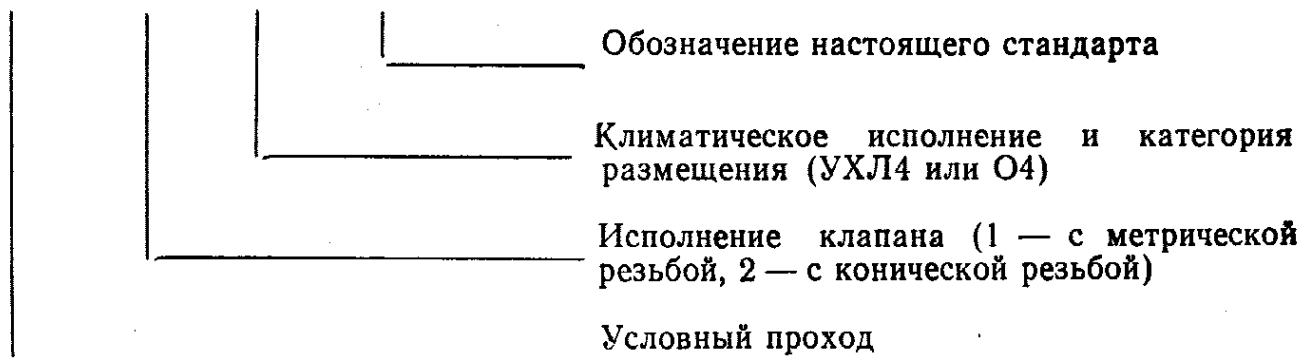 Обозначение настоящего стандарта
Климатическое исполнение и категория
размещения (УХЛ4 или О4)
Исполнение клапана (1 — с метрической
резьбой, 2 — с конической резьбой)
Условный проход